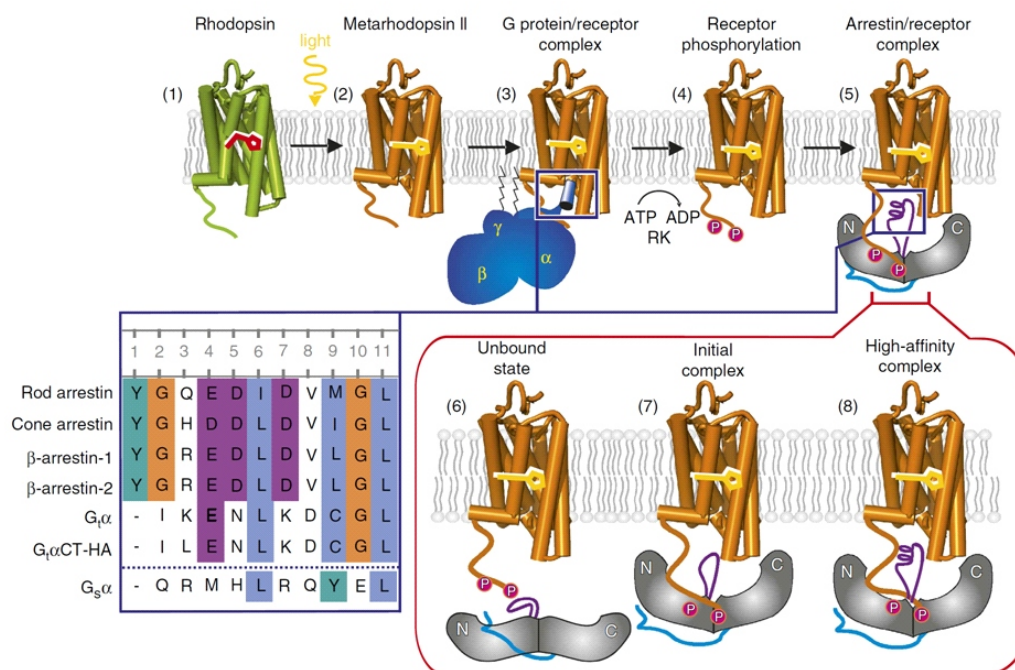 Rhodopsin
light
Metarhodopsin II
G protein/receptor
complex
Receptor
phosphorylation
Arrestin/receptor
complex
(1)
(2)
(3)
(4)
(5)
γ
β
α
ATP ADP
RK
P P
N C
P
P
1 2 3 4 5 6 7 8 9 10 11
Rod arrestin Y G Q E D I D V M G L
Cone arrestin Y G H D D L D V I G L
β-arrestin-1 Y G R E D L D V L G L
β-arrestin-2 Y G R E D L D V L G L
Gtα - I K E N L K D C G L
GtαCT-HA - I L E N L K D C G L
Gsα - Q R M H L R Q Y E L
Unbound
state
Initial
complex
High-affinity
complex
(6)
(7)
(8)
P P
N C
N C
P P
N C
P P